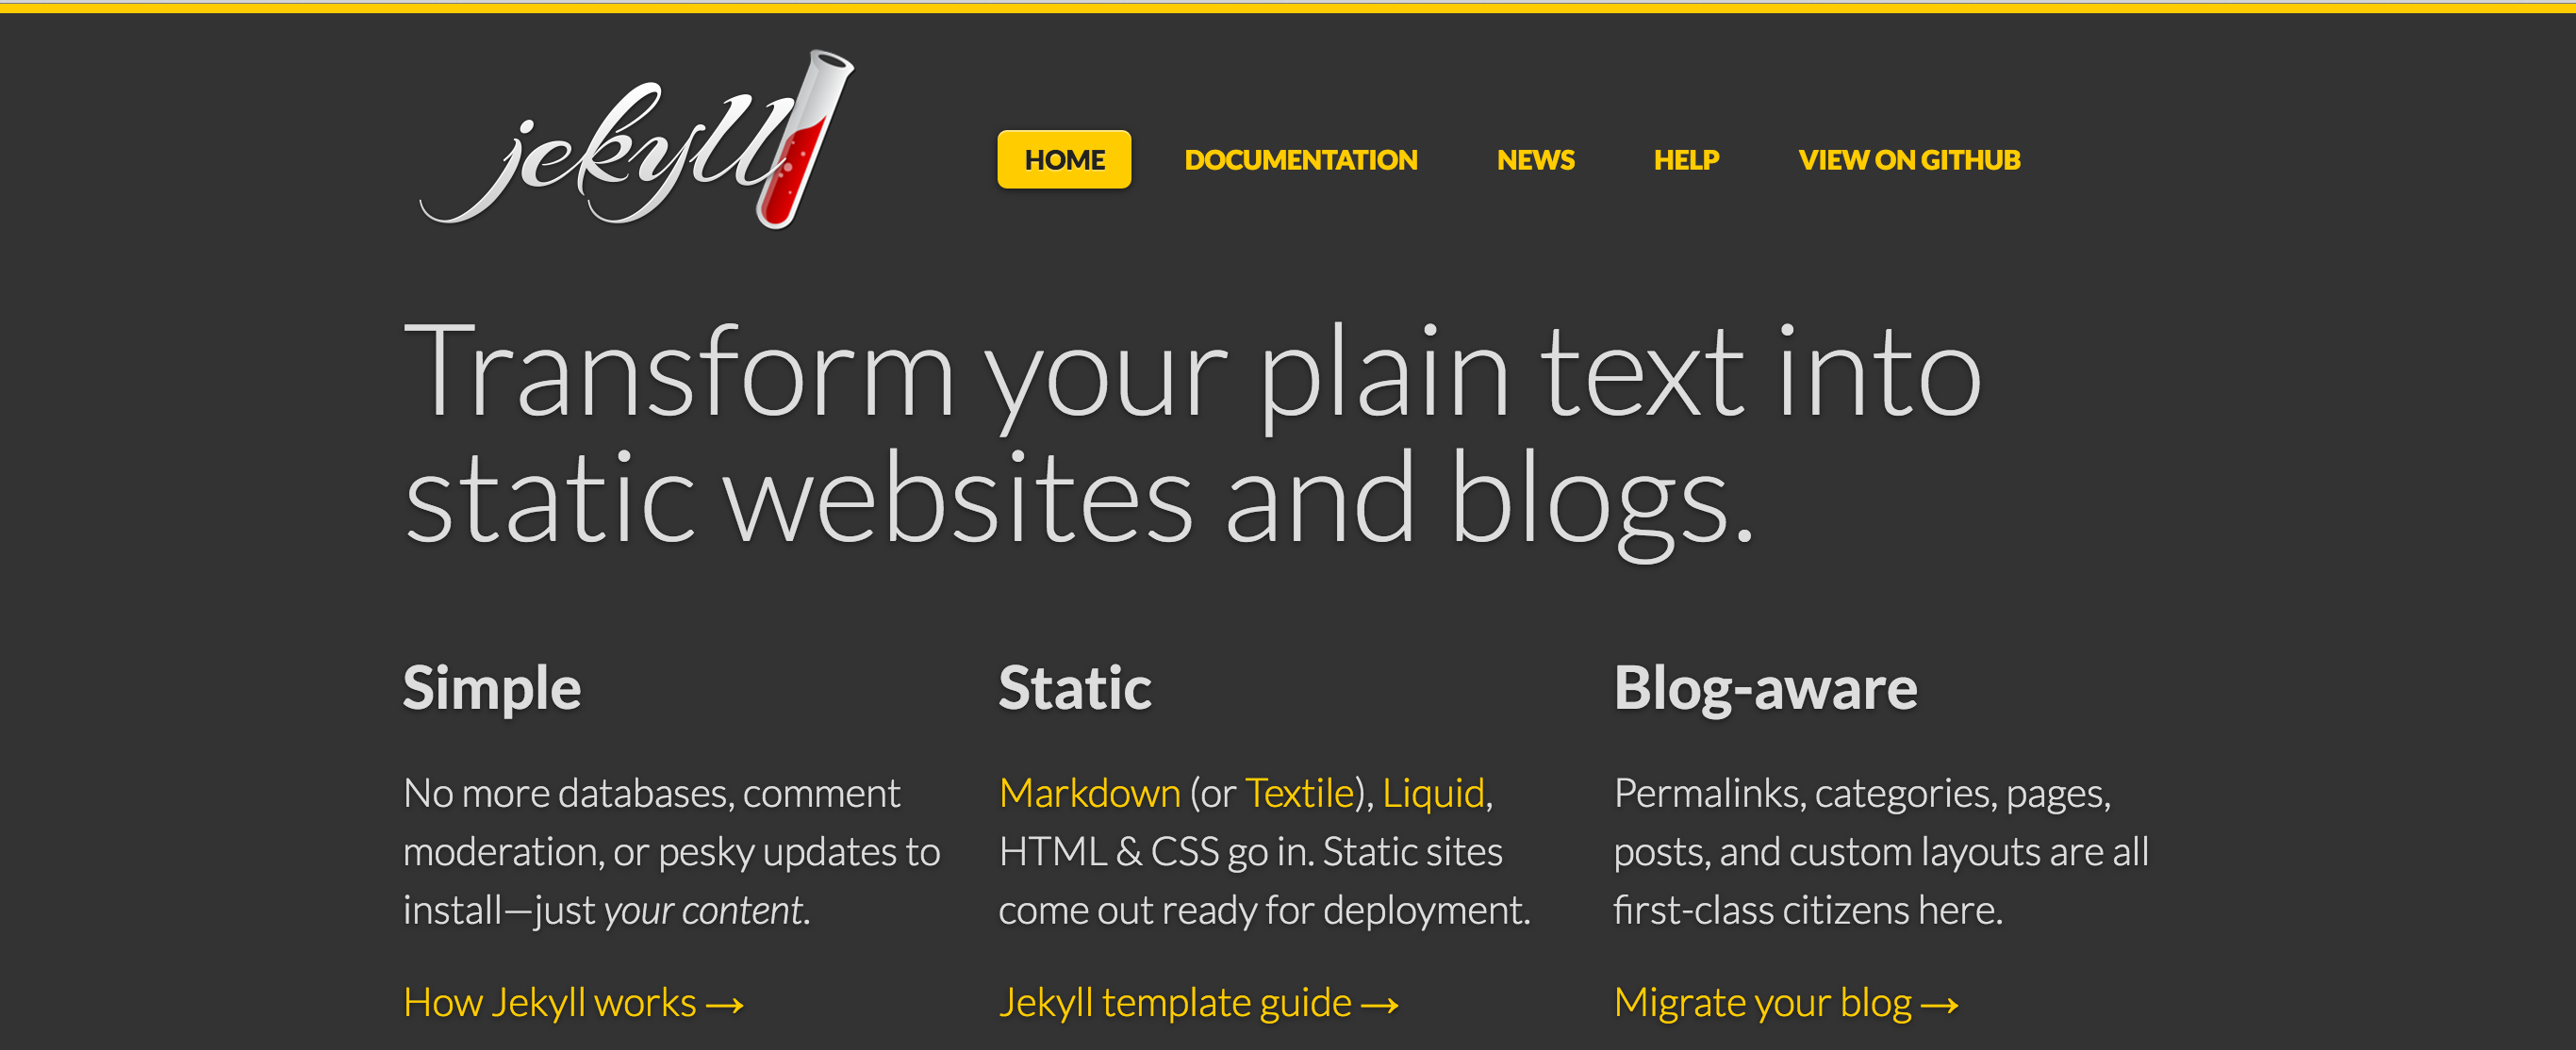 jekyll
HOME DOCUMENTATION NEWS HELP VIEW ON GITHUB
Transform your plain text into
static websites and blogs.
Simple
No more databases, comment
moderation, or pesky updates to
install—just your content.
How Jekyll works →
Static
Markdown (or Textile), Liquid,
HTML & CSS go in. Static sites
come out ready for deployment.
Jekyll template guide →
Blog-aware
Permalinks, categories, pages,
posts, and custom layouts are all
first-class citizens here.
Migrate your blog →